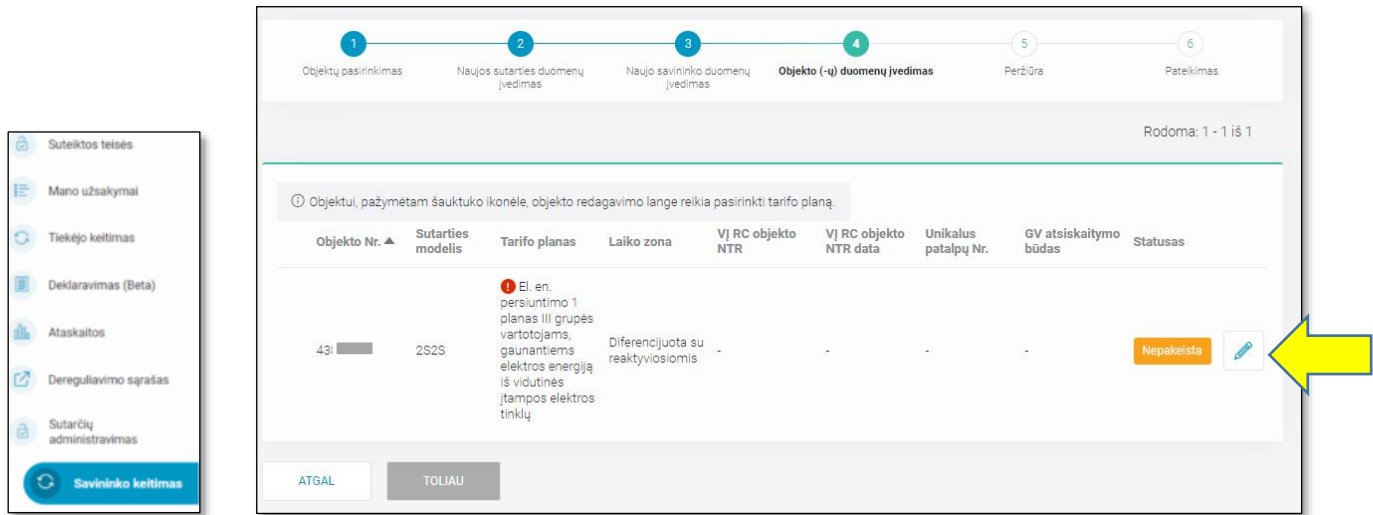 Suteiktos teisės
Mano užsakymai
Tiekėjo keitimas
Deklaravimas (Beta)
Ataskaitos
Dereguliavimo sąrašas
Sutarčių
administravimas
Savininko keitimas
1
2
3
4
5
6
Objektų pasirinkimas
Naujos sutarties duomenų
įvedimas
Naujo savininko duomenų
įvedimas
Objekto (-ų) duomenų įvedimas
Peržiūra
Pateikimas
Rodoma: 1 - 1 iš 1
Objektui, pažymėtam šauktuko ikonėle, objekto redagavimo lange reikia pasirinkti tarifo planą.
Objekto Nr. ▲
Sutarties
modelis
Tarifo planas
Laiko zona
VĮ RC objekto
NTR
VĮ RC objekto
NTR data
Unikalus
patalpų Nr.
GV atsiskaitymo
būdas
Statusas
43
2S2S
El. en.
persiuntimo 1
planas III grupės
vartotojams,
gaunantiems
elektros energiją
iš vidutinės
įtampos elektros
tinklų
Diferencijuota su
reaktyviosiomis
-
-
-
-
Nepakeista
ATGAL
TOLIAU